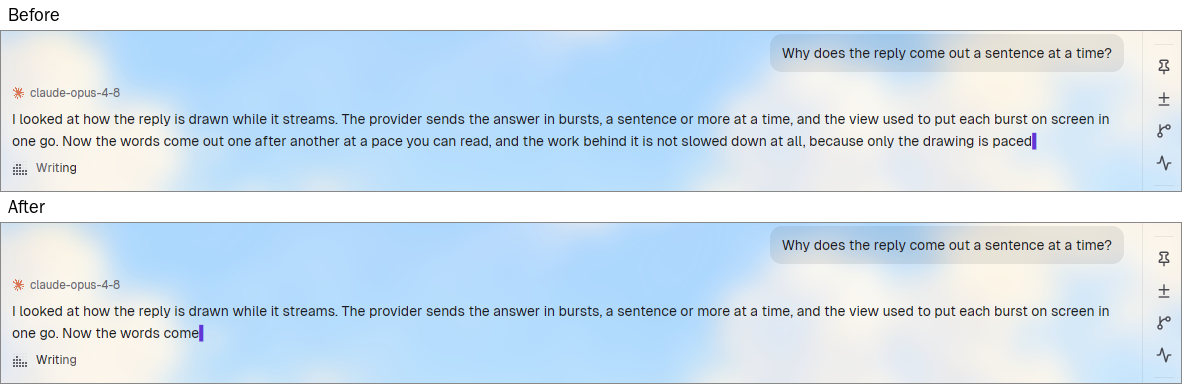 Before
Why does the reply come out a sentence at a time?
claude-opus-4-8
I looked at how the reply is drawn while it streams. The provider sends the answer in bursts, a sentence or more at a time, and the view used to put each burst on screen in
one go. Now the words come out one after another at a pace you can read, and the work behind it is not slowed down at all, because only the drawing is paced
Writing
After
Why does the reply come out a sentence at a time?
claude-opus-4-8
I looked at how the reply is drawn while it streams. The provider sends the answer in bursts, a sentence or more at a time, and the view used to put each burst on screen in
one go. Now the words come
Writing